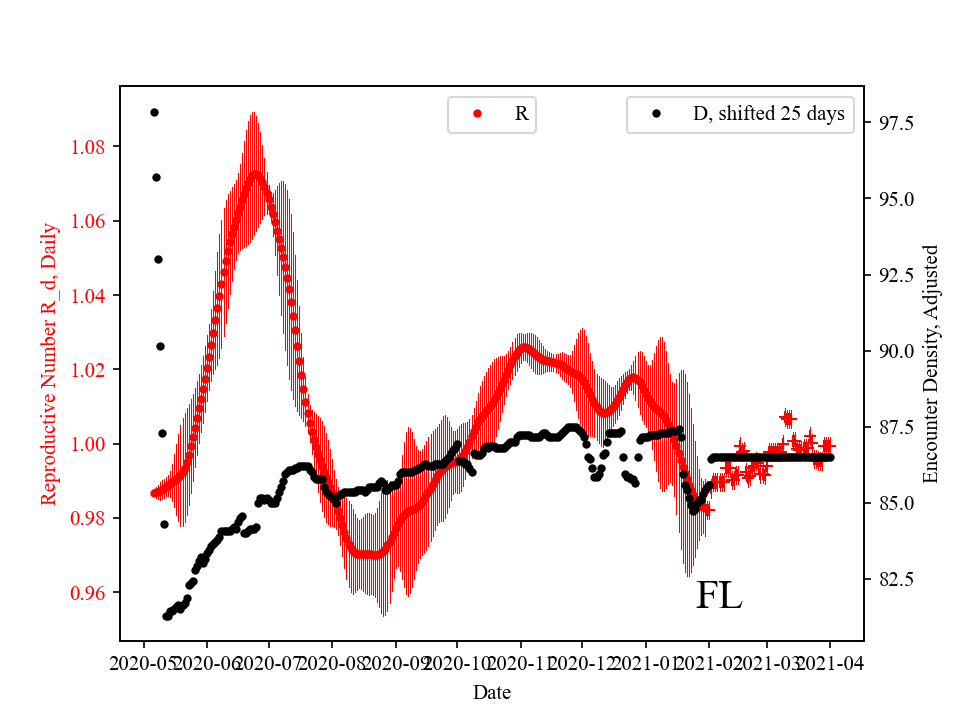 R
D, shifted 25 days
Reproductive Number R_d, Daily
1.08
1.06
1.04
1.02
1.00
0.98
0.96
97.5
95.0
92.5
90.0
87.5
85.0
82.5
Encounter Density, Adjusted
FL
2020-05 2020-06 2020-07 2020-08 2020-09 2020-10 2020-11 2020-12 2021-01 2021-02 2021-03 2021-04
Date